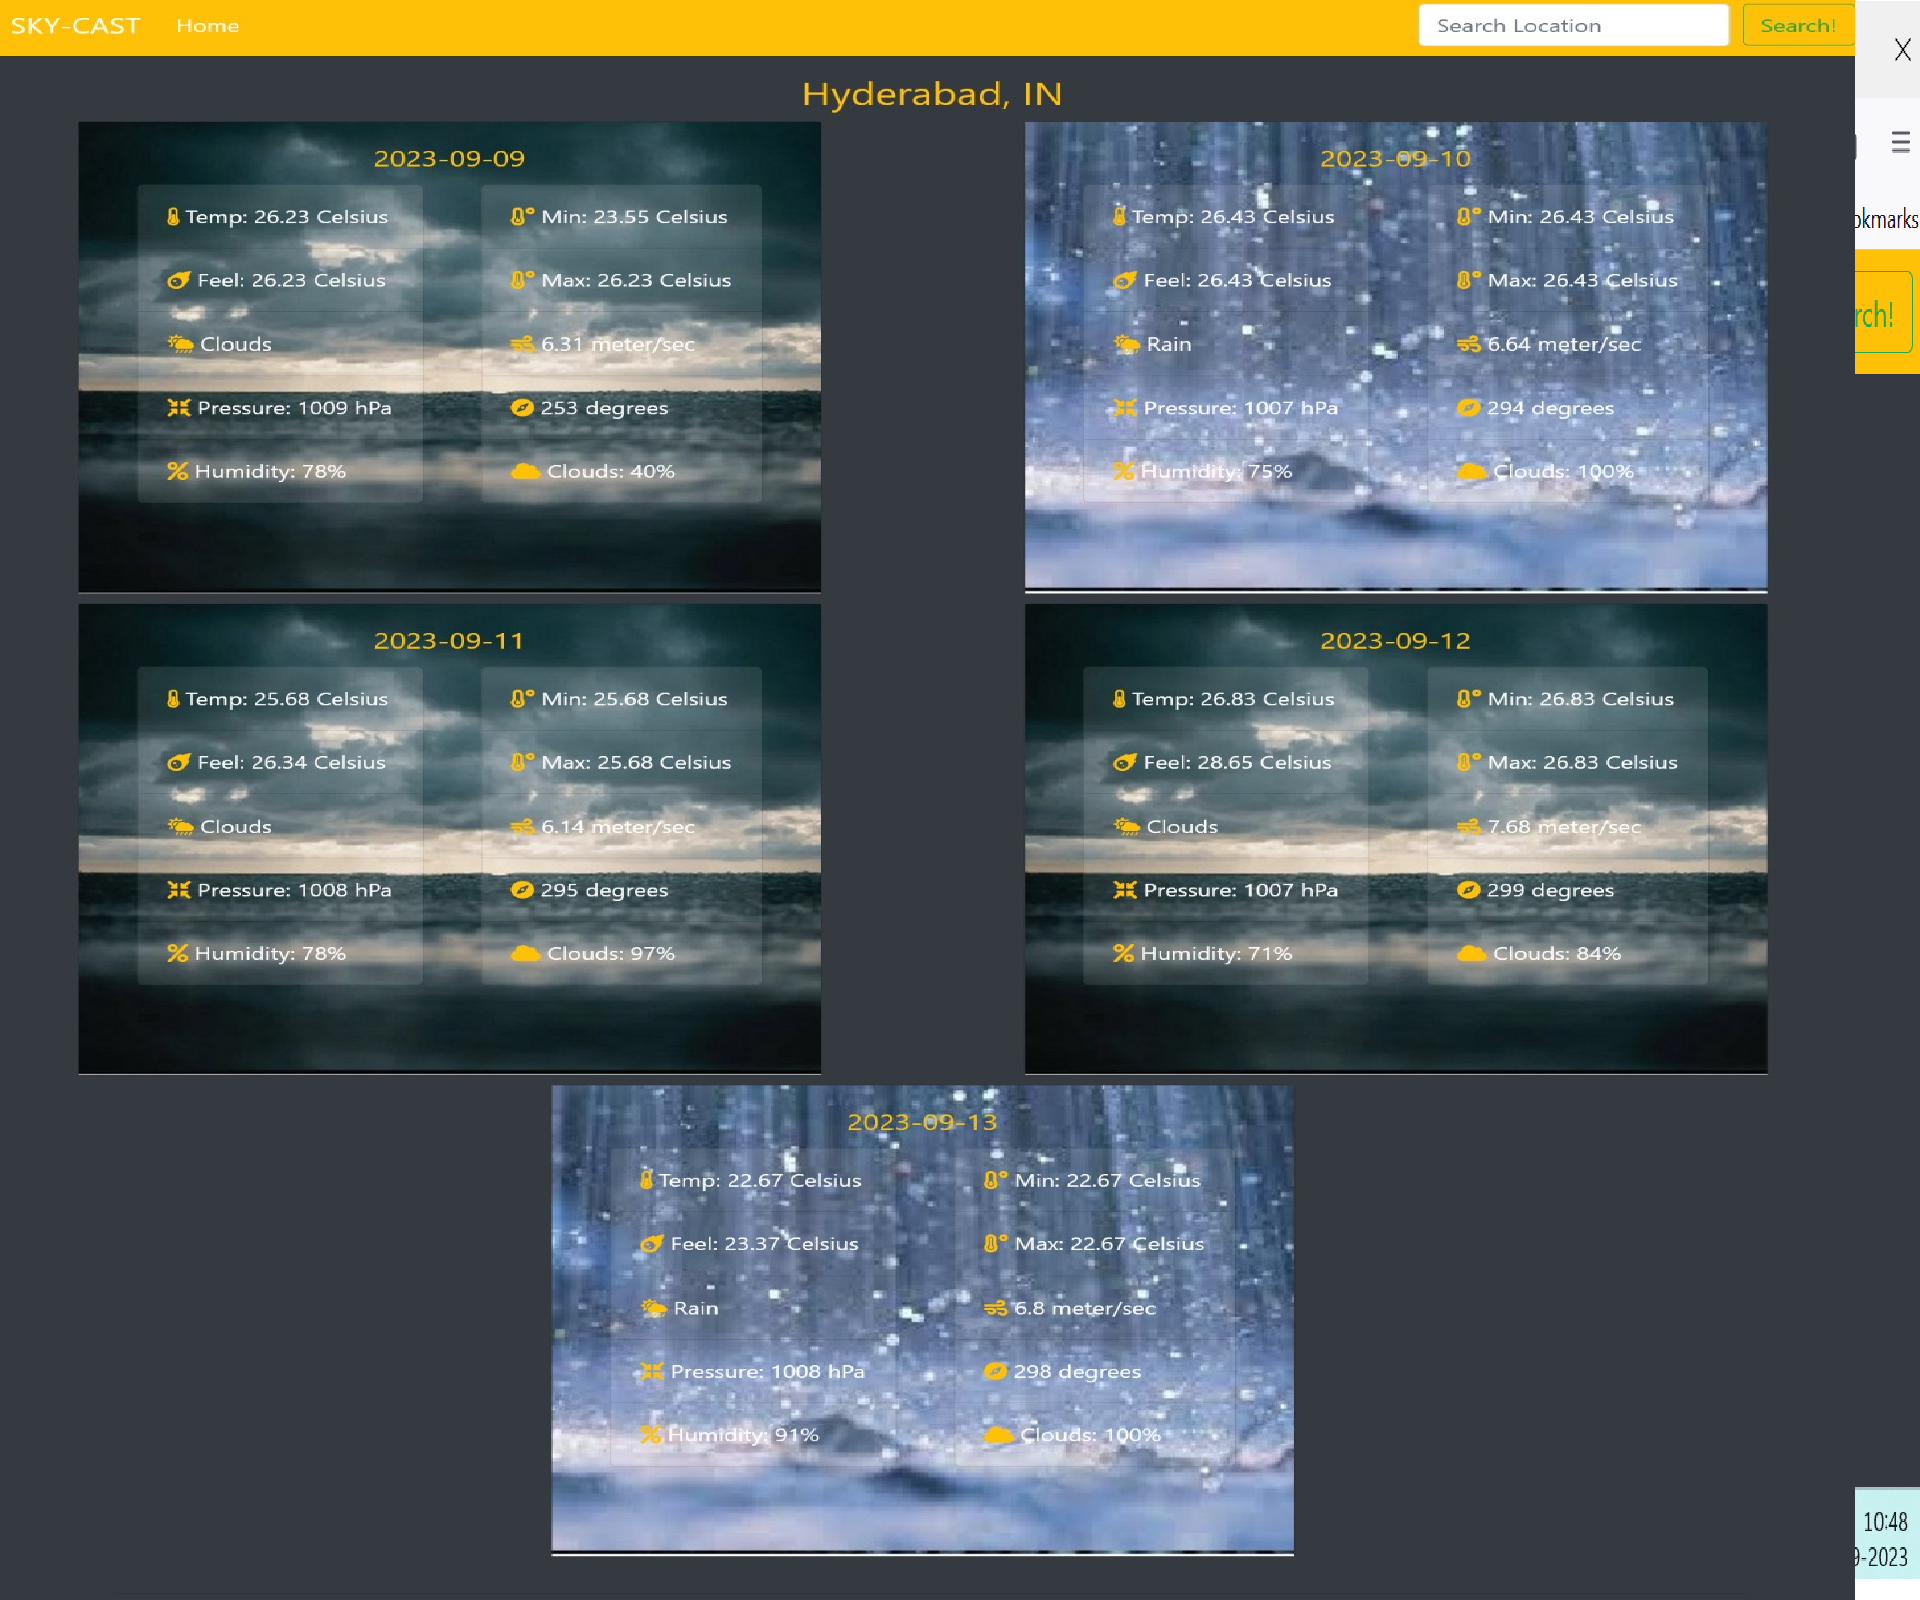 SKY-CAST Home Search Location Search!
X
Hyderabad, IN
okmarks
rch!
2023-09-09
Temp: 26.23 Celsius
Feel: 26.23 Celsius
Clouds
Pressure: 1009 hPa
Humidity: 78%
Min: 23.55 Celsius
Max: 26.23 Celsius
6.31 meter/sec
253 degrees
Clouds: 40%
2023-09-10
Temp: 26.43 Celsius
Feel: 26.43 Celsius
Rain
Pressure: 1007 hPa
Humidity: 75%
Min: 26.43 Celsius
Max: 26.43 Celsius
6.64 meter/sec
294 degrees
Clouds: 100%
2023-09-11
Temp: 25.68 Celsius
Feel: 26.34 Celsius
Clouds
Pressure: 1008 hPa
Humidity: 78%
Min: 25.68 Celsius
Max: 25.68 Celsius
6.14 meter/sec
295 degrees
Clouds: 97%
2023-09-12
Temp: 26.83 Celsius
Feel: 28.65 Celsius
Clouds
Pressure: 1007 hPa
Humidity: 71%
Min: 26.83 Celsius
Max: 26.83 Celsius
7.68 meter/sec
299 degrees
Clouds: 84%
2023-09-13
Temp: 22.67 Celsius
Feel: 23.37 Celsius
Rain
Pressure: 1008 hPa
Humidity: 91%
Min: 22.67 Celsius
Max: 22.67 Celsius
6.8 meter/sec
298 degrees
Clouds: 100%
10:48
9-2023